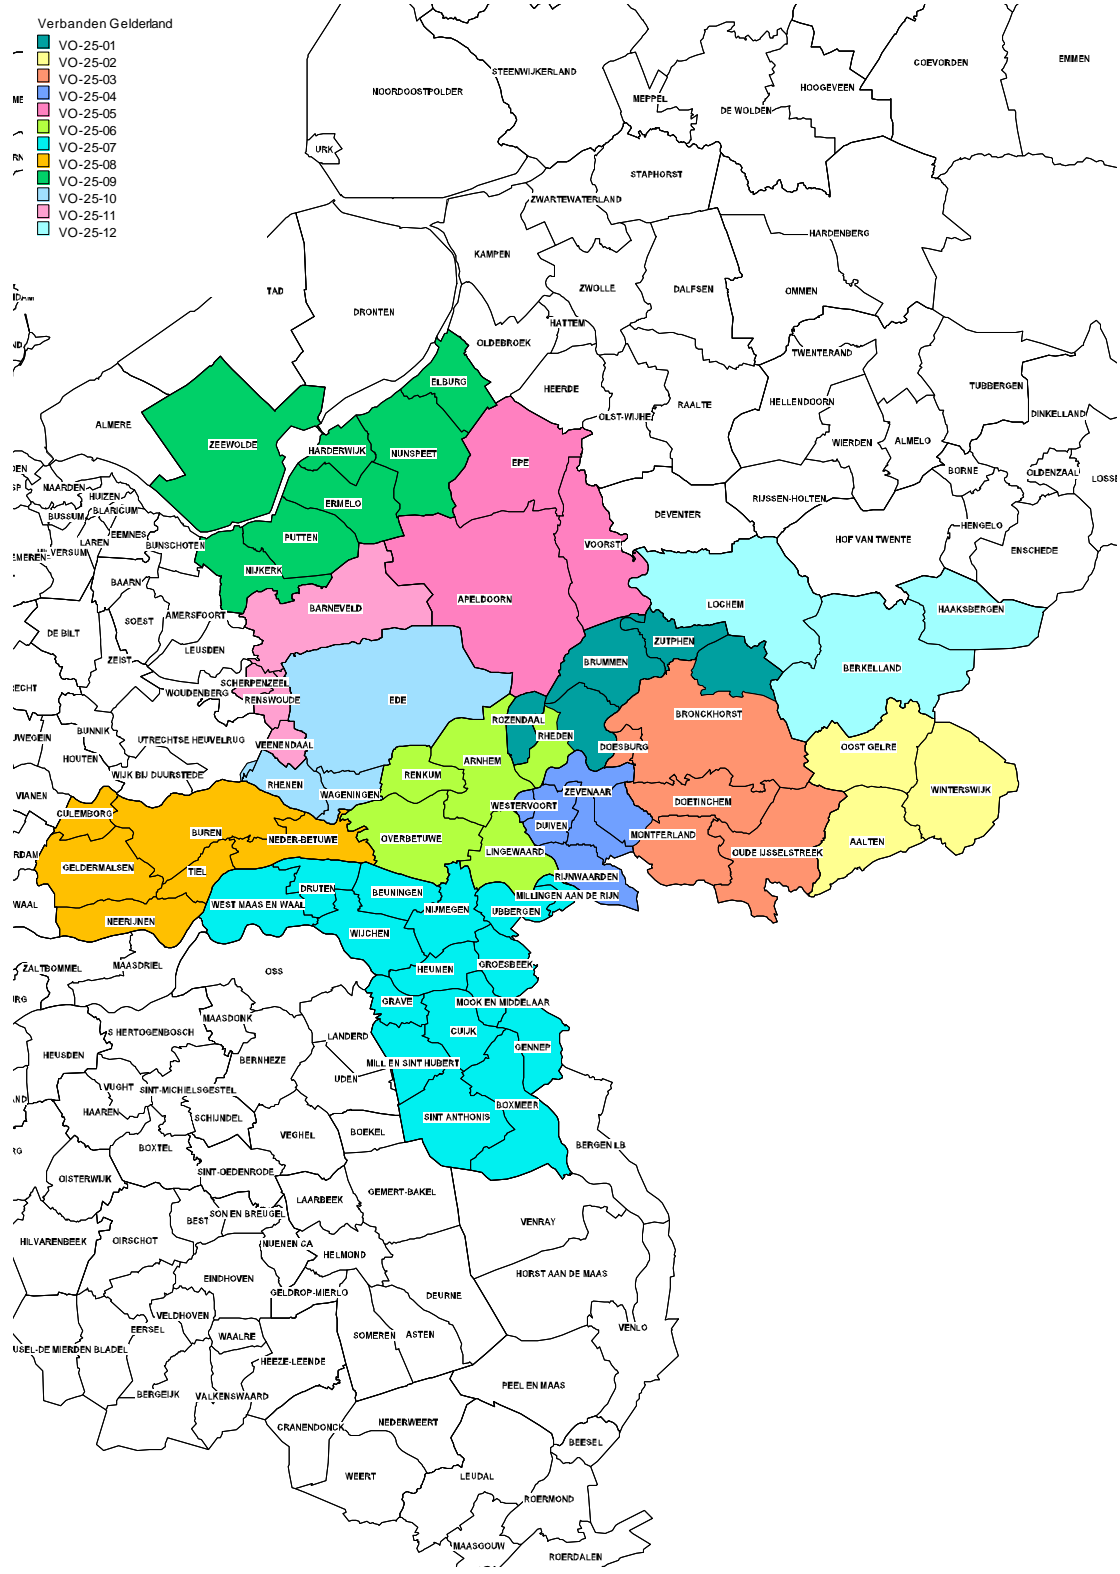 Verbanden Gelderland
VO-25-01
VO-25-02
VO-25-03
VO-25-04
VO-25-05
VO-25-06
VO-25-07
VO-25-08
VO-25-09
VO-25-10
VO-25-11
VO-25-12
COEVORDEN
EMMEN
STEENWIJKERLAND
NOORDOOSTPOLDER
HOOGEVEEN
MEPPEL
DE WOLDEN
URK
STAPHORST
ZWARTEWATERLAND
HARDENBERG
KAMPEN
ZWOLLE
DALFSEN
OMMEN
TAD
DRONTEN
HATTEM
OLDEBROEK
TWENTERAND
ELBURG
HEERDE
TUBBERGEN
OLST-WIJHE
RAALTE
HELLENDOORN
DINKELLAND
ALMERE
ZEEWOLDE
HARDERWIJK
NUNSPEET
EPE
WIERDEN
ALMELO
BORNE
OLDENZAAL
LOSSE
NAARDEN
HUIZEN
BLARICUM
BUSSUM
ERMELO
RIJSSEN-HOLTEN
DEVENTER
HENGELO
LAREN
EEMNES
BUNSCHOTEN
PUTTEN
VOORST
HOF VAN TWENTE
ENSCHEDE
VERSUM
NIJKERK
BAARN
APELDOORN
BARNEVELD
LOCHEM
HAAKSBERGEN
AMERSFOORT
SOEST
DE BILT
LEUSDEN
ZUTPHEN
ZEIST
BRUMMEN
BERKELLAND
SCHERPENZEEL
WOUDENBERG
RENSWOUDE
EDE
ROZENDAAL
BRONCKHORST
BUNNIK
UTRECHTSE HEUVELRUG
VEENENDAAL
RHEDEN
DOESBURG
OOST GELRE
HOUTEN
WIJK BIJ DUURSTEDE
ARNHEM
RENKUM
RHENEN
WAGENINGEN
WINTERSWIJK
VIANEN
CULEMBORG
WESTERVOORT
ZEVENAAR
DOETINCHEM
DUIVEN
MONTFERLAND
BUREN
NEDER-BETUWE
OVERBETUWE
AALTEN
LINGEWAARD
OUDE IJSSELSTREEK
RDAM
GELDERMALSEN
TIEL
RIJNWAARDEN
DRUTEN
BEUNINGEN
MILLINGEN AAN DE RIJN
WAAL
WEST MAAS EN WAAL
NIJMEGEN
UBBERGEN
NEERIJNEN
WIJCHEN
ZALTBOMMEL
MAASDRIEL
OSS
HEUMEN
GROESBEEK
GRAVE
MOOK EN MIDDELAAR
MAASDONK
S HERTOGENBOSCH
LANDERD
CUIJK
GENNEP
HEUSDEN
BERNHEZE
MILL EN SINT HUBERT
UDEN
VUGHT
SINT-MICHIELSGESTEL
HAAREN
SCHIJNDEL
SINT ANTHONIS
BOXMEER
VEGHEL
BOEKEL
BERGEN LB
BOXTEL
OISTERWIJK
SINT-OEDENRODE
GEMERT-BAKEL
LAARBEEK
BEST
SON EN BREUGEL
VENRAY
HILVARENBEEK
OIRSCHOT
NUENEN CA
HELMOND
EINDHOVEN
HORST AAN DE MAAS
GELDROP-MIERLO
DEURNE
VELDHOVEN
EERSEL
WAALRE
SOMEREN
ASTEN
VENLO
USEL-DE MIERDEN
BLADEL
HEEZE-LEENDE
BERGEIJK
VALKENSWAARD
PEEL EN MAAS
CRANENDONCK
NEDERWEERT
BEESEL
WEERT
LEUDAL
ROERMOND
MAASGOUW
ROERDALEN